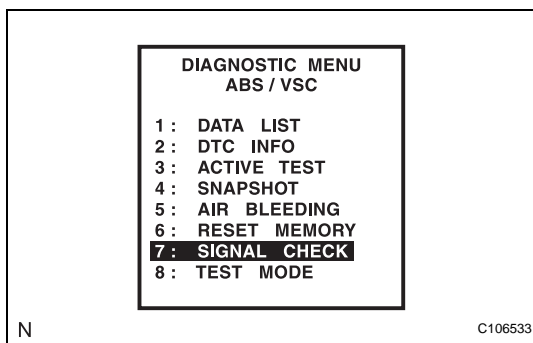 DIAGNOSTIC MENU
ABS / VSC
1 : DATA LIST
2 : DTC INFO
3 : ACTIVE TEST
4 : SNAPSHOT
5 : AIR BLEEDING
6 : RESET MEMORY
7 : SIGNAL CHECK
8 : TEST MODE
N
C106533